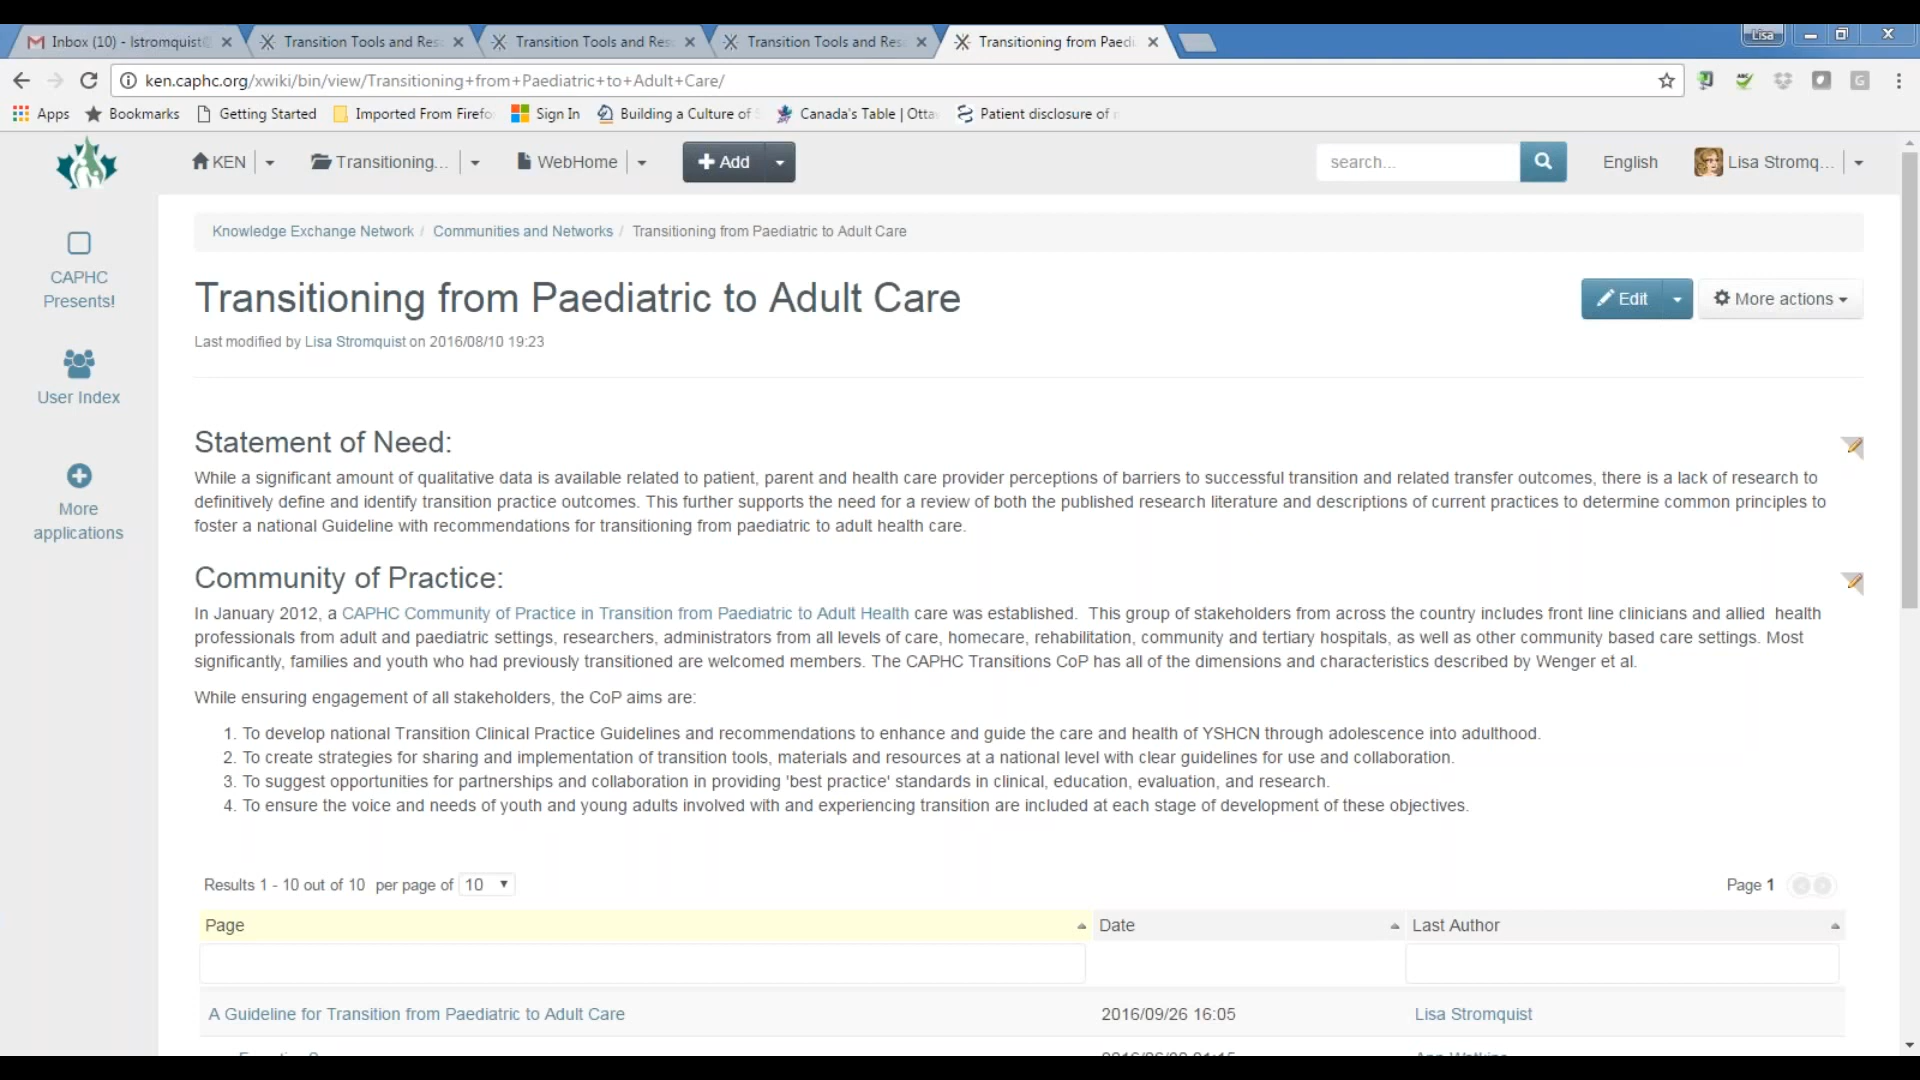 Inbox (10) - lstromquist@
Transition Tools and Res
Transition Tools and Res
Transition Tools and Res
Transitioning from Paedi
Lisa
ken.caphc.org/xwiki/bin/view/Transitioning+from+Paediatric+to+Adult+Care/
Apps
Bookmarks
Getting Started
Imported From Firefo
Sign In
Building a Culture of
Canada's Table | Otta
Patient disclosure of
KEN
Transitioning...
WebHome
Add
search...
English
Lisa Stromq...
CAPHC
Presents!
User Index
More
applications
Knowledge Exchange Network / Communities and Networks / Transitioning from Paediatric to Adult Care
Transitioning from Paediatric to Adult Care
Edit
More actions
Last modified by Lisa Stromquist on 2016/08/10 19:23
Statement of Need:
While a significant amount of qualitative data is available related to patient, parent and health care provider perceptions of barriers to successful transition and related transfer outcomes, there is a lack of research to
definitively define and identify transition practice outcomes. This further supports the need for a review of both the published research literature and descriptions of current practices to determine common principles to
foster a national Guideline with recommendations for transitioning from paediatric to adult health care.
Community of Practice:
In January 2012, a CAPHC Community of Practice in Transition from Paediatric to Adult Health care was established. This group of stakeholders from across the country includes front line clinicians and allied health
professionals from adult and paediatric settings, researchers, administrators from all levels of care, homecare, rehabilitation, community and tertiary hospitals, as well as other community based care settings. Most
significantly, families and youth who had previously transitioned are welcomed members. The CAPHC Transitions CoP has all of the dimensions and characteristics described by Wenger et al.
While ensuring engagement of all stakeholders, the CoP aims are:
1. To develop national Transition Clinical Practice Guidelines and recommendations to enhance and guide the care and health of YSHCN through adolescence into adulthood.
2. To create strategies for sharing and implementation of transition tools, materials and resources at a national level with clear guidelines for use and collaboration.
3. To suggest opportunities for partnerships and collaboration in providing 'best practice' standards in clinical, education, evaluation, and research.
4. To ensure the voice and needs of youth and young adults involved with and experiencing transition are included at each stage of development of these objectives.
Results 1 - 10 out of 10 per page of 10
Page 1
Page
Date
Last Author
A Guideline for Transition from Paediatric to Adult Care
2016/09/26 16:05
Lisa Stromquist